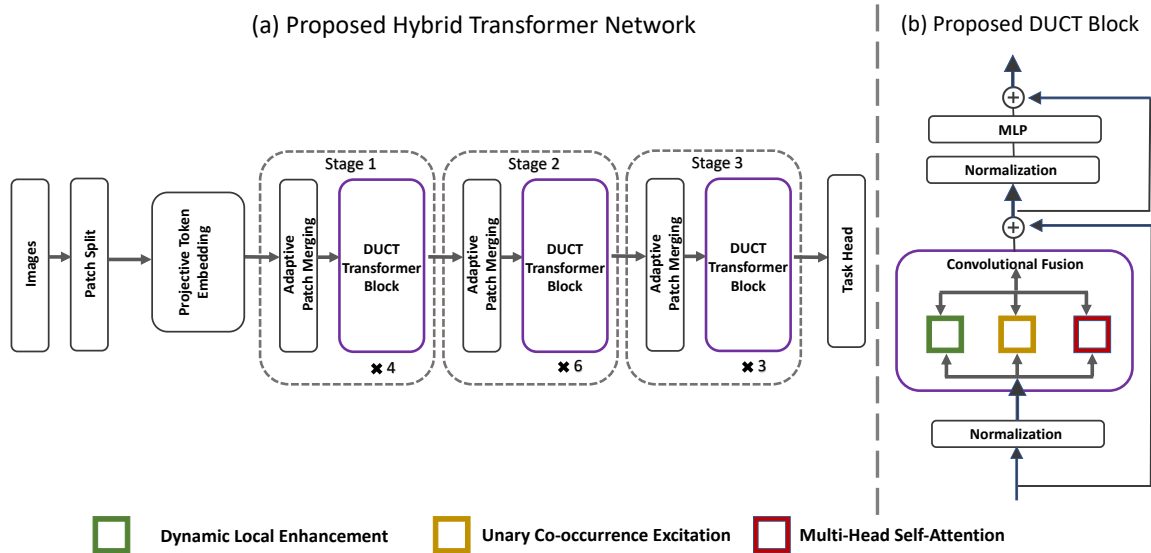 (a) Proposed Hybrid Transformer Network
Images
Patch Split
Projective Token
Embedding
Stage 1
Adaptive
Patch Merging
DUCT
Transformer
Block
✖ 4
Stage 2
Adaptive
Patch Merging
DUCT
Transformer
Block
✖ 6
Stage 3
Adaptive
Patch Merging
DUCT
Transformer
Block
✖ 3
Task Head
(b) Proposed DUCT Block
+
MLP
Normalization
+
Convolutional Fusion
Normalization
Dynamic Local Enhancement
Unary Co-occurrence Excitation
Multi-Head Self-Attention